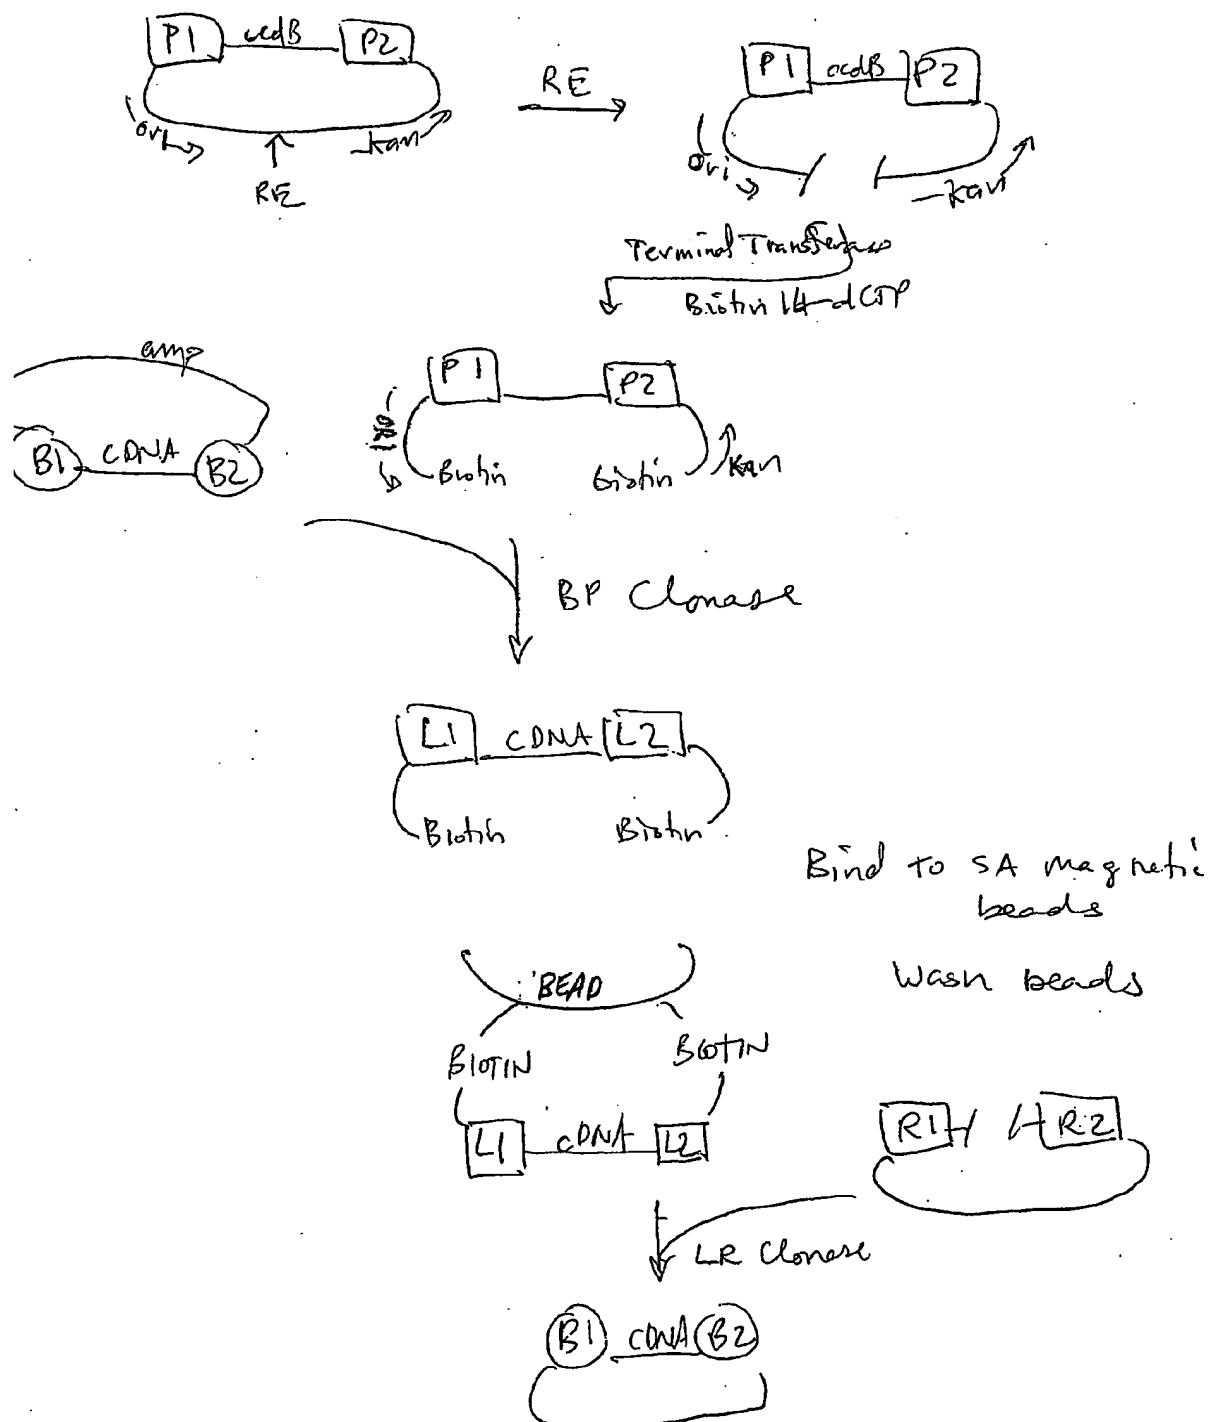 P1 ccdB P2
ori
kan
RE
RE
P1 ccdB P2
Ori
kan
Terminal Transferase
Biotin 14-dCTP
amp
B1 CDNA B2
P1 P2
ORI
Biotin Biotin
kan
BP Clonase
L1 CDNA L2
Biotin Biotin
Bind to SA magnetic
beads
Wash beads
BEAD
BIOTIN BIOTIN
L1 cDNA L2
R1 R2
LR Clonase
B1 CDNA B2